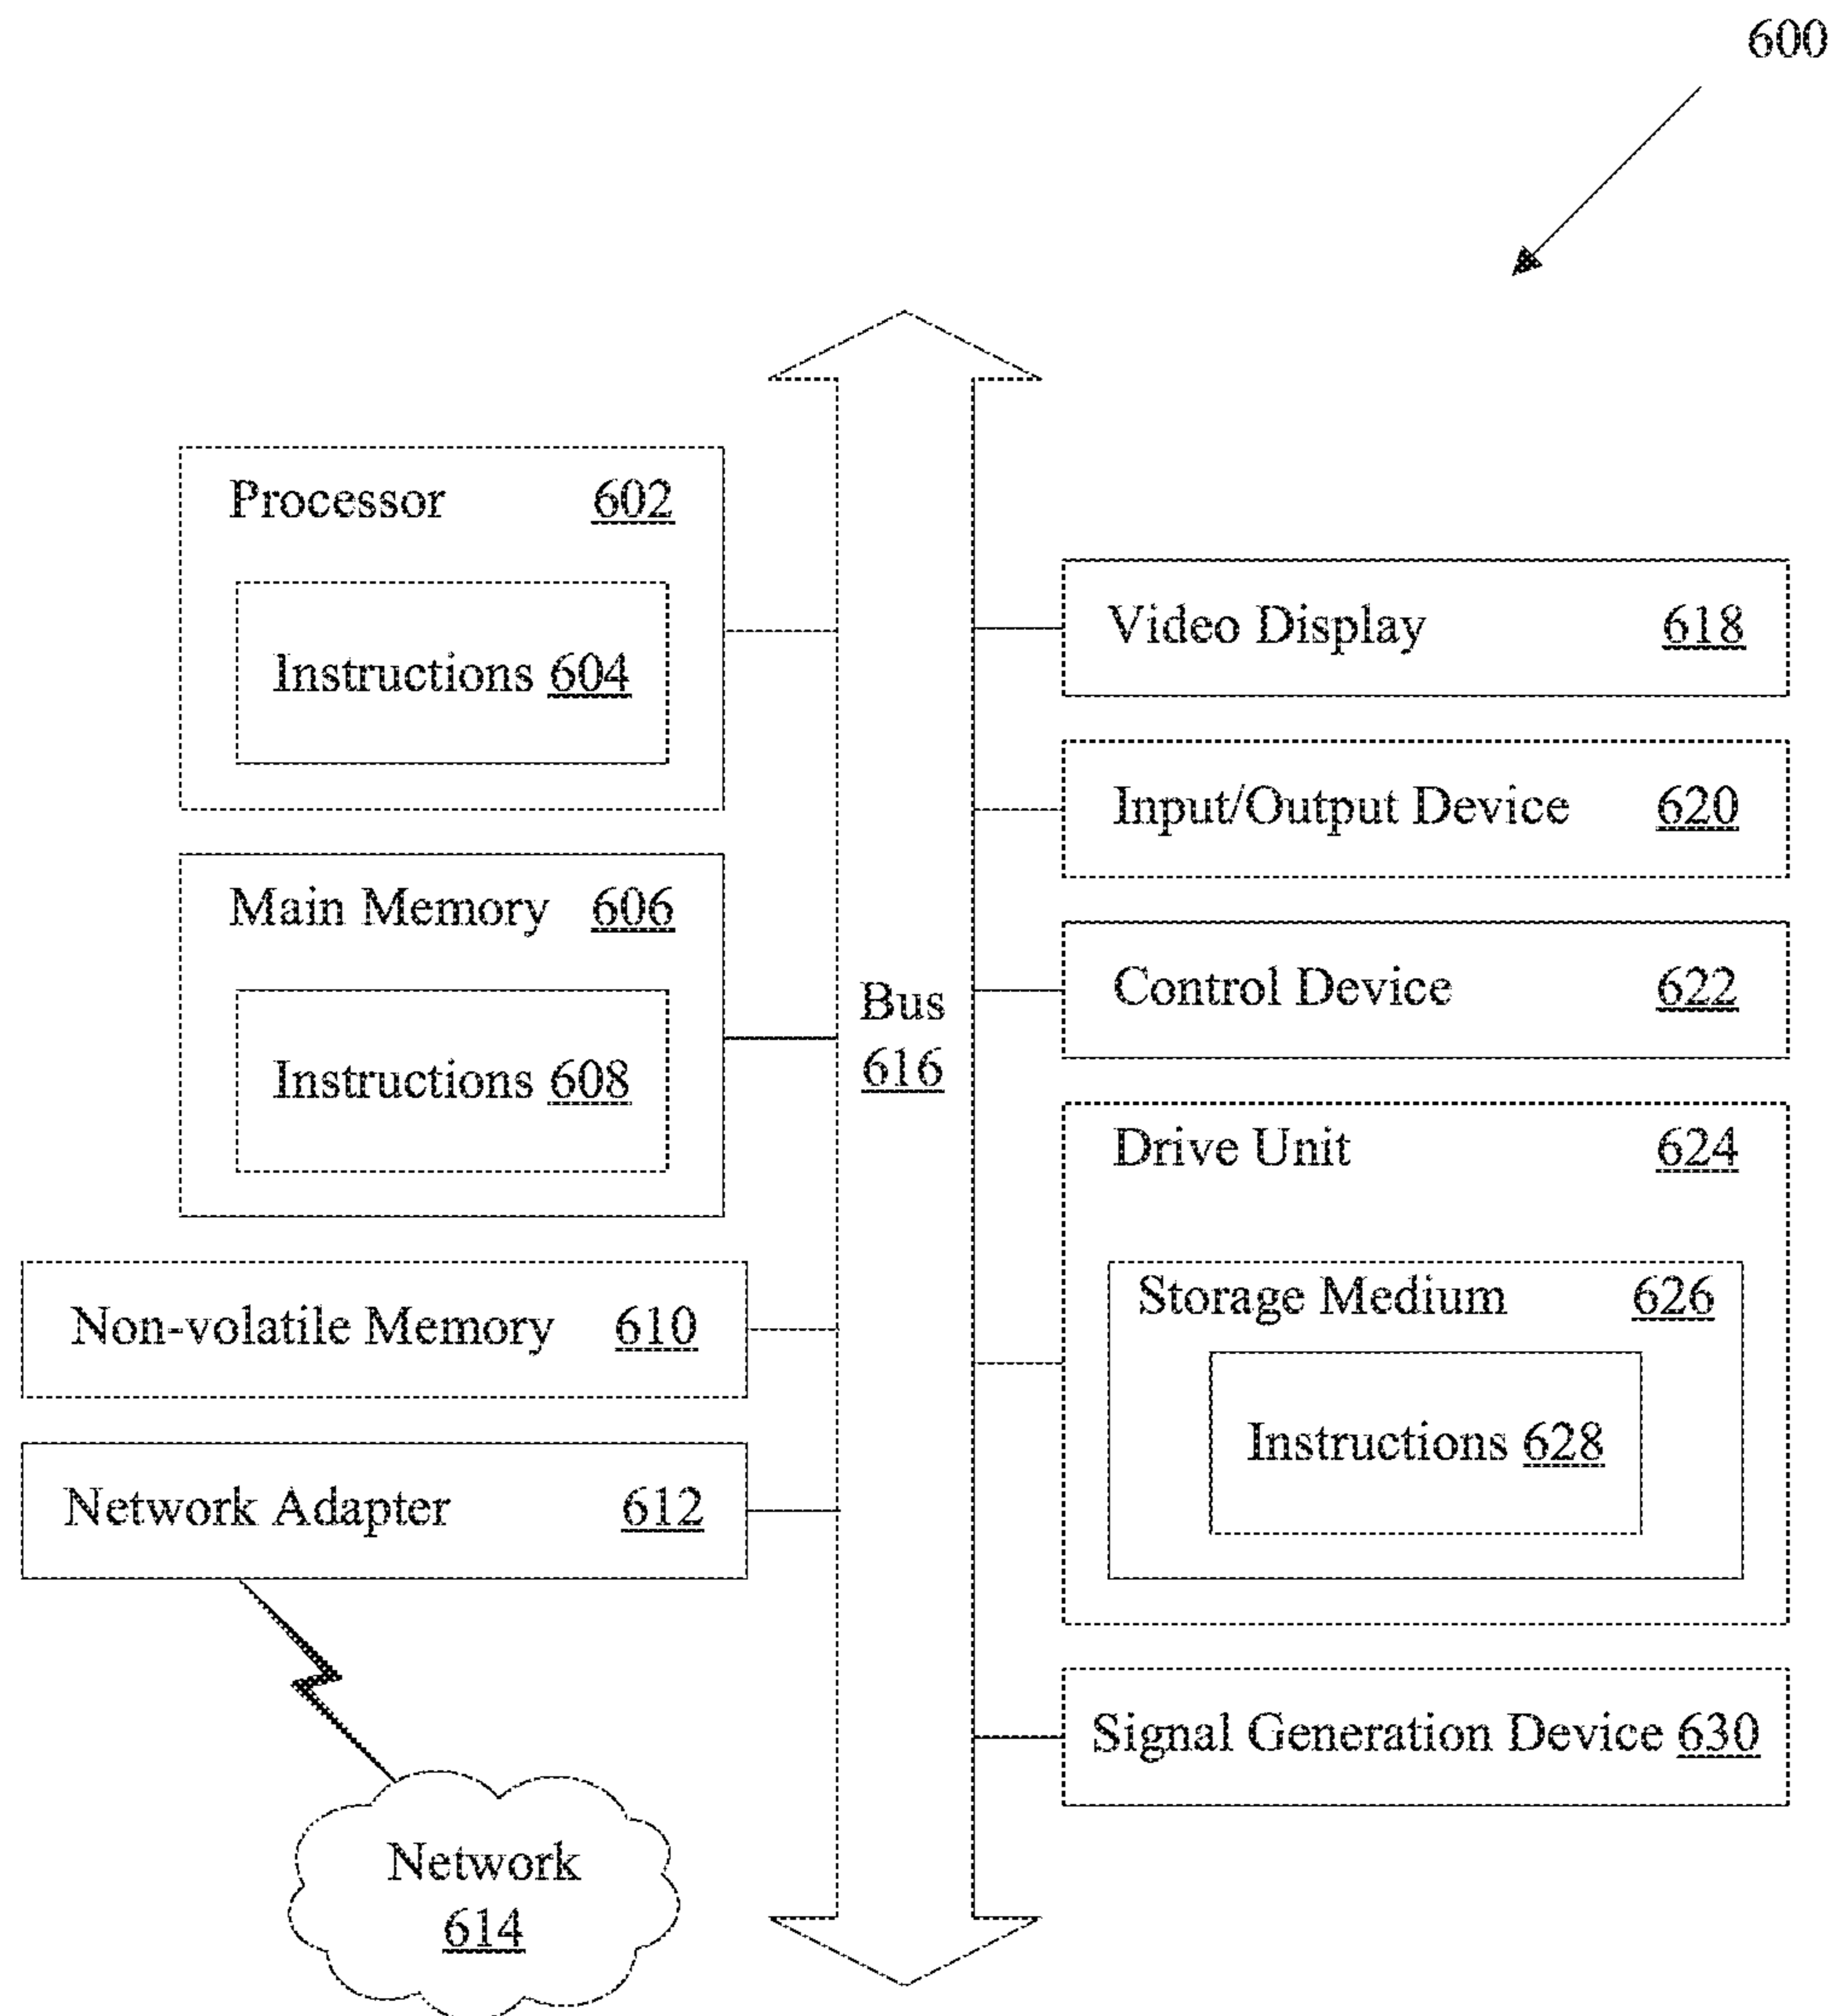 600
Processor 602
Instructions 604
Main Memory 606
Instructions 608
Non-volatile Memory 610
Network Adapter 612
Network
614
Bus
616
Video Display 618
Input/Output Device 620
Control Device 622
Drive Unit 624
Storage Medium 626
Instructions 628
Signal Generation Device 630